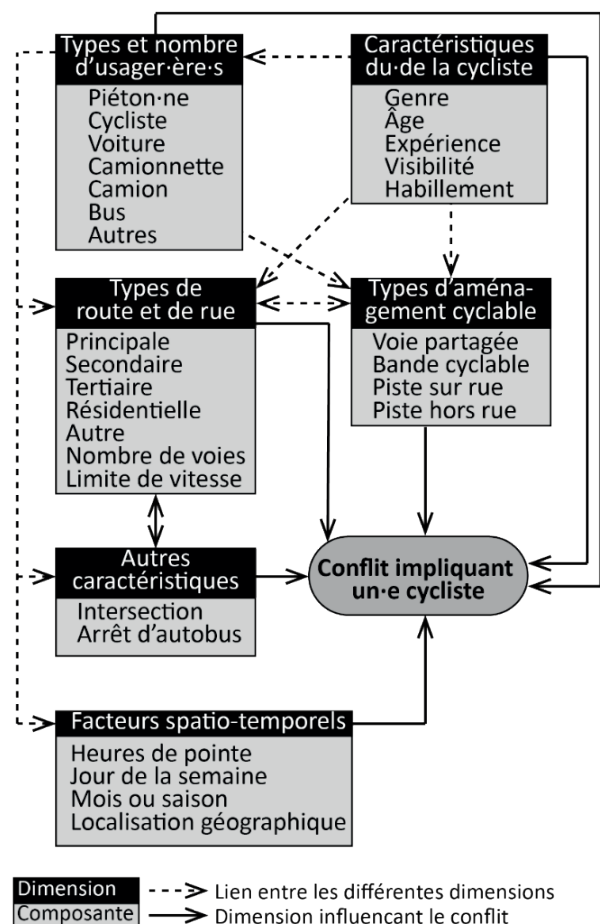 Types et nombre
d'usager·ère·s
Piéton·ne
Cycliste
Voiture
Camionnette
Camion
Bus
Autres
Caractéristiques
du·de la cycliste
Genre
Âge
Expérience
Visibilité
Habillement
Types de
route et de rue
Principale
Secondaire
Tertiaire
Résidentielle
Autre
Nombre de voies
Limite de vitesse
Types d'aména-
gement cyclable
Voie partagée
Bande cyclable
Piste sur rue
Piste hors rue
Autres
caractéristiques
Intersection
Arrêt d'autobus
Conflit impliquant
un·e cycliste
Facteurs spatio-temporels
Heures de pointe
Jour de la semaine
Mois ou saison
Localisation géographique
Dimension
Composante
Lien entre les différentes dimensions
Dimension influençant le conflit